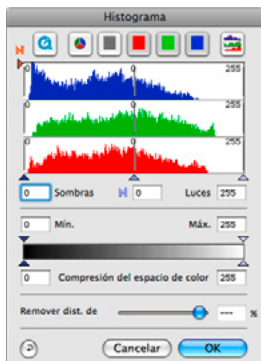 Histograma
0 255
0 255
0 255
0 Sombras 0 Luces 255
0 Mín. Máx. 255
0 Compresión del espacio de color 255
Remover dist. de --- %
Cancelar OK